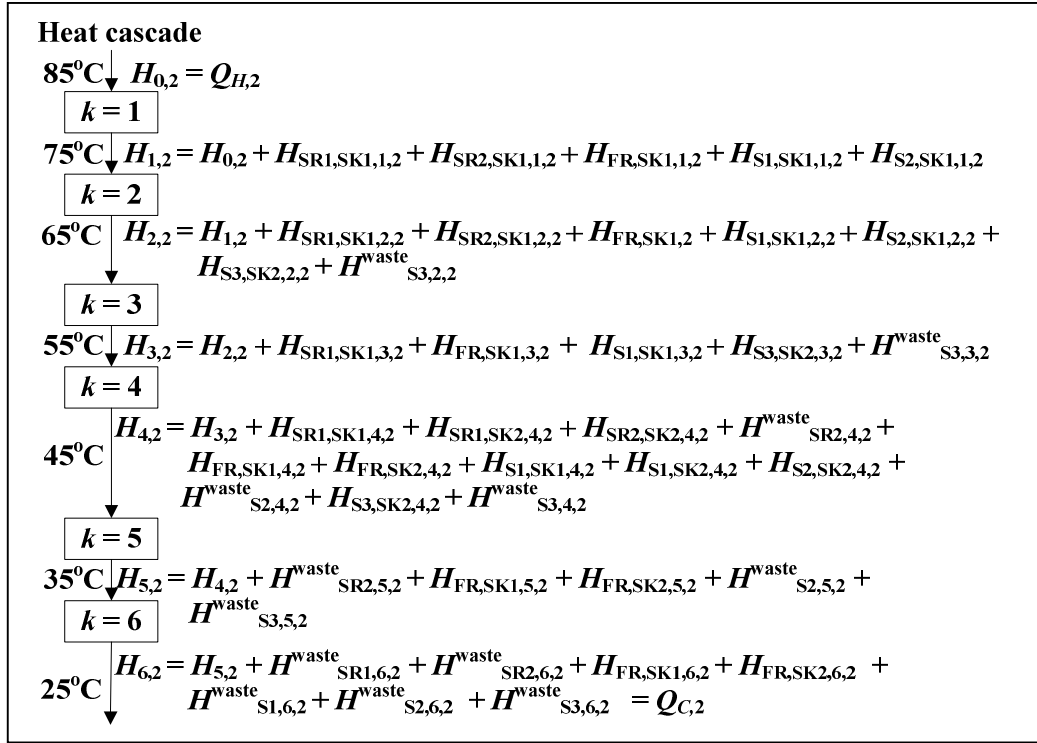 Heat cascade
85°C H0,2 = QH,2
k = 1
75°C H1,2 = H0,2 + HSR1,SK1,1,2 + HSR2,SK1,1,2 + HFR,SK1,1,2 + HS1,SK1,1,2 + HS2,SK1,1,2
k = 2
65°C H2,2 = H1,2 + HSR1,SK1,2,2 + HSR2,SK1,2,2 + HFR,SK1,2 + HS1,SK1,2,2 + HS2,SK1,2,2 +
HS3,SK2,2,2 + Hwaste S3,2,2
k = 3
55°C H3,2 = H2,2 + HSR1,SK1,3,2 + HFR,SK1,3,2 + HS1,SK1,3,2 + HS3,SK2,3,2 + Hwaste S3,3,2
k = 4
H4,2 = H3,2 + HSR1,SK1,4,2 + HSR1,SK2,4,2 + HSR2,SK2,4,2 + Hwaste SR2,4,2 +
45°C HFR,SK1,4,2 + HFR,SK2,4,2 + HS1,SK1,4,2 + HS1,SK2,4,2 + HS2,SK2,4,2 +
Hwaste S2,4,2 + HS3,SK2,4,2 + Hwaste S3,4,2
k = 5
35°C H5,2 = H4,2 + Hwaste SR2,5,2 + HFR,SK1,5,2 + HFR,SK2,5,2 + Hwaste S2,5,2 +
Hwaste S3,5,2
k = 6
H6,2 = H5,2 + Hwaste SR1,6,2 + Hwaste SR2,6,2 + HFR,SK1,6,2 + HFR,SK2,6,2 +
25°C Hwaste S1,6,2 + Hwaste S2,6,2 + Hwaste S3,6,2 = QC,2